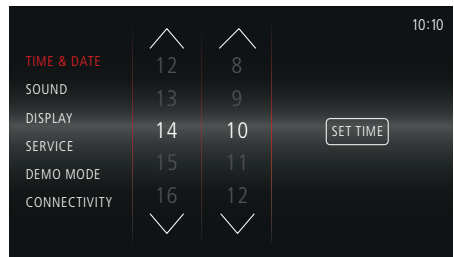 10:10
TIME & DATE
SOUND
DISPLAY
SERVICE
DEMO MODE
CONNECTIVITY
12
13
14
15
16
8
9
10
11
12
SET TIME